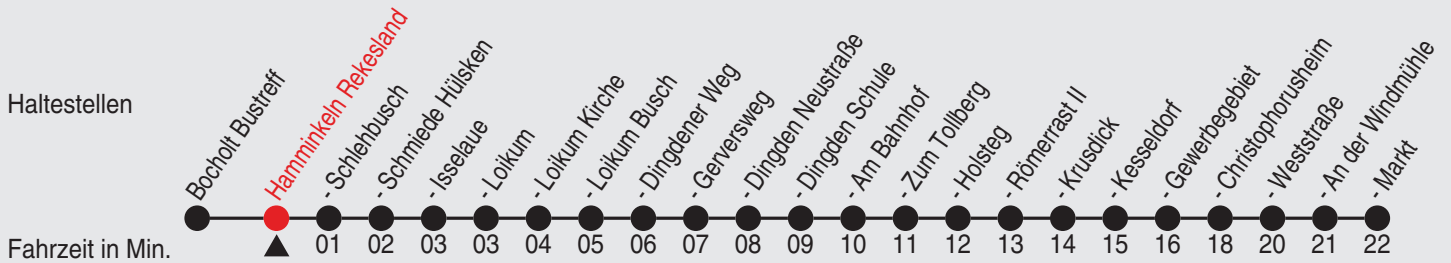 Haltestellen
Bocholt Bustreff
Hamminkeln Rekesland
- Schlehbusch
- Schmiede Hülsken
- Isselaue
- Loikum
- Loikum Kirche
- Loikum Busch
- Dingdener Weg
- Gerversweg
- Dingden Neustraße
- Dingden Schule
- Am Bahnhof
- Zum Tollberg
- Holsteg
- Römerrast II
- Krusdick
- Kesseldorf
- Gewerbegebiet
- Christophorusheim
- Weststraße
- An der Windmühle
- Markt
Fahrzeit in Min. 01 02 03 03 04 05 06 07 08 09 10 11 12 13 14 15 16 18 20 21 22